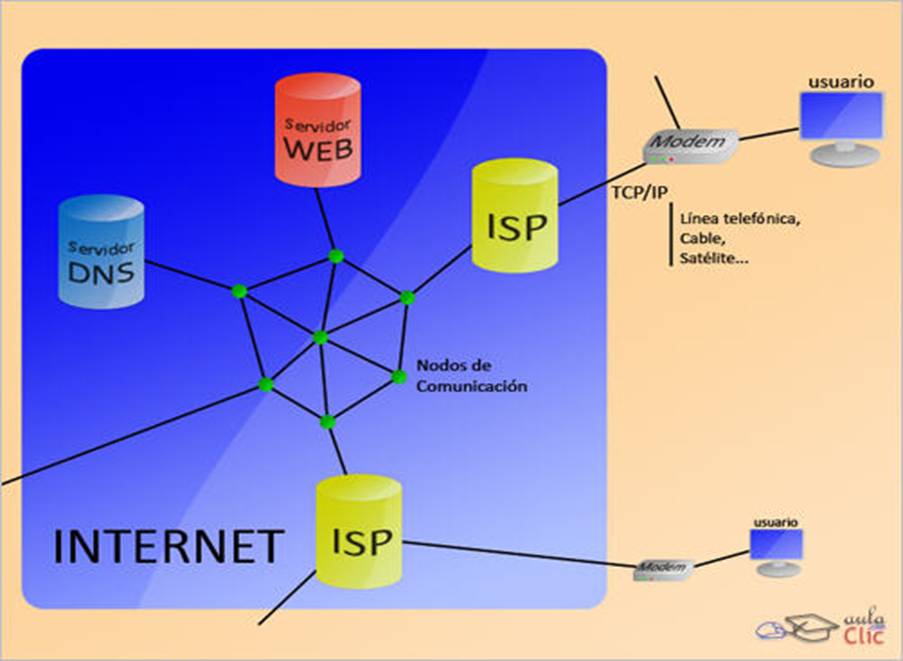 usuario
Servidor
WEB
Modem
ISP
TCP/IP
Línea telefónica,
Cable,
Satélite...
Servidor
DNS
Nodos de
Comunicación
INTERNET
ISP
usuario
Modem
aula
Clic